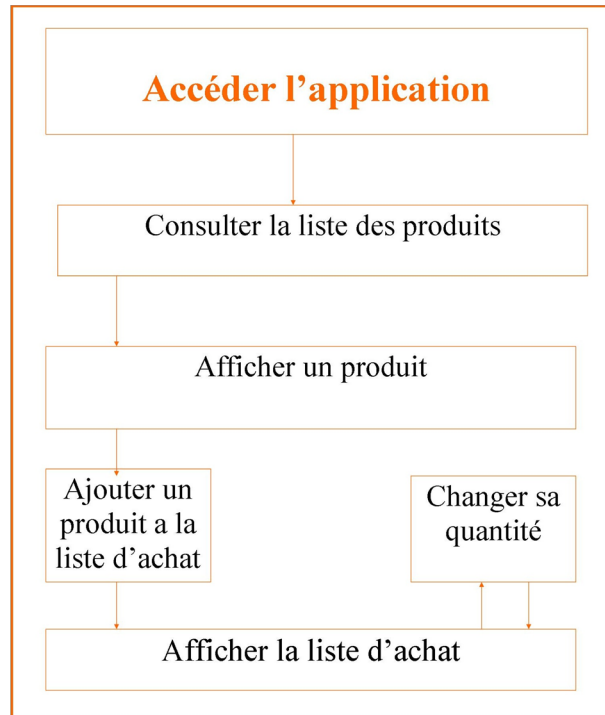 Accéder l’application
Consulter la liste des produits
Afficher un produit
Ajouter un
produit a la
liste d’achat
Changer sa
quantité
Afficher la liste d’achat